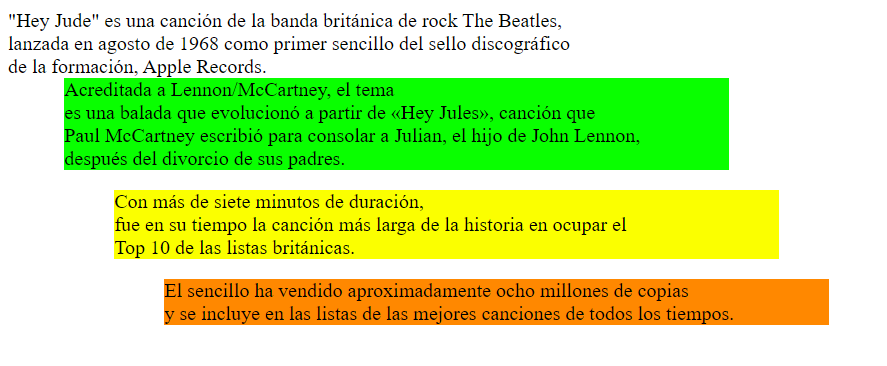 "Hey Jude" es una canción de la banda británica de rock The Beatles,
lanzada en agosto de 1968 como primer sencillo del sello discográfico
de la formación, Apple Records.
Acreditada a Lennon/McCartney, el tema
es una balada que evolucionó a partir de «Hey Jules», canción que
Paul McCartney escribió para consolar a Julian, el hijo de John Lennon,
después del divorcio de sus padres.
Con más de siete minutos de duración,
fue en su tiempo la canción más larga de la historia en ocupar el
Top 10 de las listas británicas.
El sencillo ha vendido aproximadamente ocho millones de copias
y se incluye en las listas de las mejores canciones de todos los tiempos.